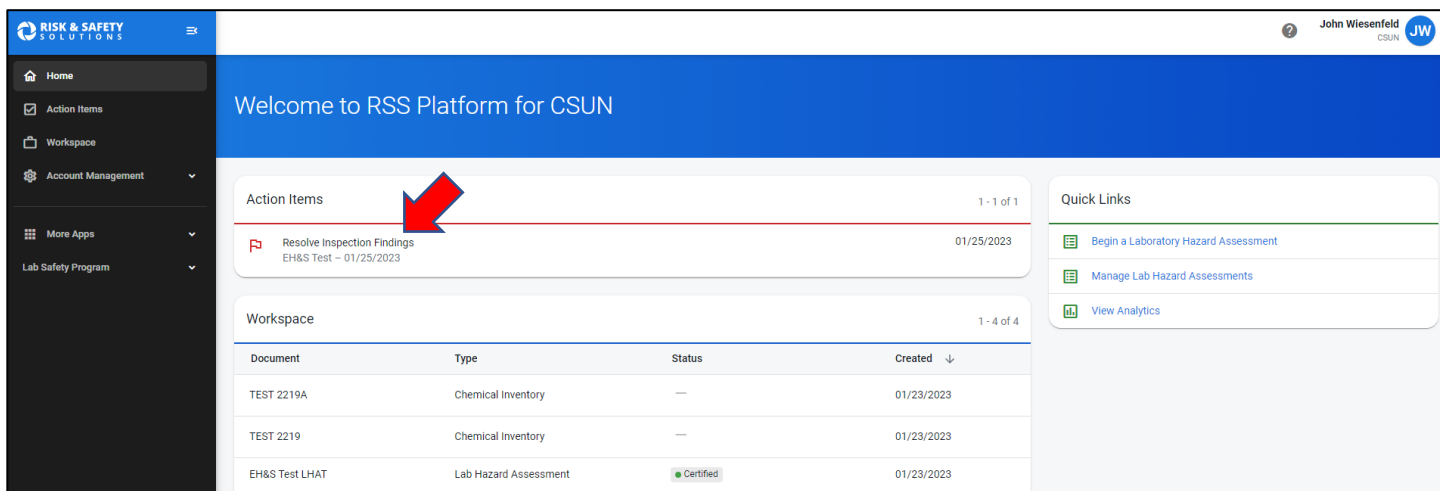 RISK & SAFETY
SOLUTIONS
John Wiesenfeld
CSUN
JW
Home
Action Items
Workspace
Account Management
More Apps
Lab Safety Program
Welcome to RSS Platform for CSUN
Action Items 1 - 1 of 1
Resolve Inspection Findings 01/25/2023
EH&S Test – 01/25/2023
Workspace 1 - 4 of 4
Document Type Status Created
TEST 2219A Chemical Inventory — 01/23/2023
TEST 2219 Chemical Inventory — 01/23/2023
EH&S Test LHAT Lab Hazard Assessment Certified 01/23/2023
Quick Links
Begin a Laboratory Hazard Assessment
Manage Lab Hazard Assessments
View Analytics